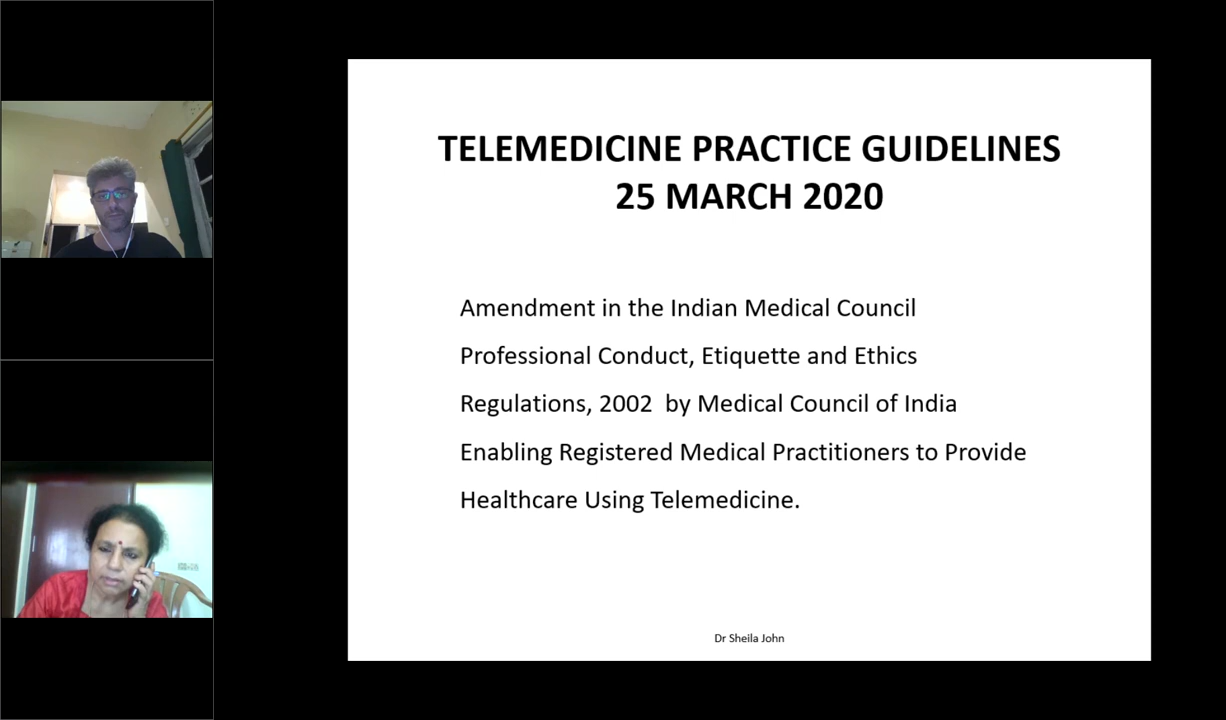 TELEMEDICINE PRACTICE GUIDELINES
25 MARCH 2020
Amendment in the Indian Medical Council
Professional Conduct, Etiquette and Ethics
Regulations, 2002  by Medical Council of India
Enabling Registered Medical Practitioners to Provide
Healthcare Using Telemedicine.
Dr Sheila John